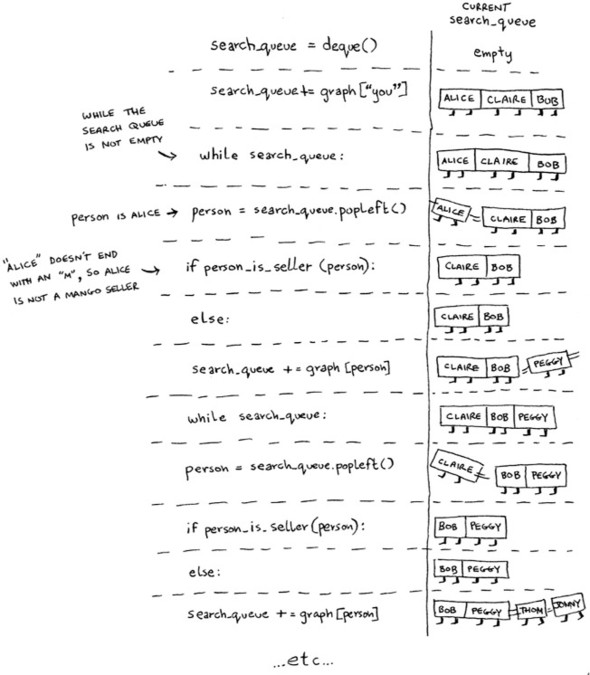 CURRENT
search_queue
search_queue = deque()
empty
search_queue += graph["you"]
ALICE CLAIRE BOB
WHILE THE
SEARCH QUEUE
IS NOT EMPTY
while search_queue:
ALICE CLAIRE BOB
PERSON IS ALICE
person = search_queue.popleft()
ALICE CLAIRE BOB
"ALICE" DOESN'T END
WITH AN "M", SO ALICE
IS NOT A MANGO SELLER
if person_is_seller (person):
CLAIRE BOB
else:
CLAIRE BOB
search_queue += graph [person]
CLAIRE BOB PEGGY
while search_queue:
CLAIRE BOB PEGGY
person = search_queue.popleft()
CLAIRE BOB PEGGY
if person_is_seller (person):
BOB PEGGY
else:
BOB PEGGY
search_queue += graph [person]
BOB PEGGY THOM JONNY
...etc...